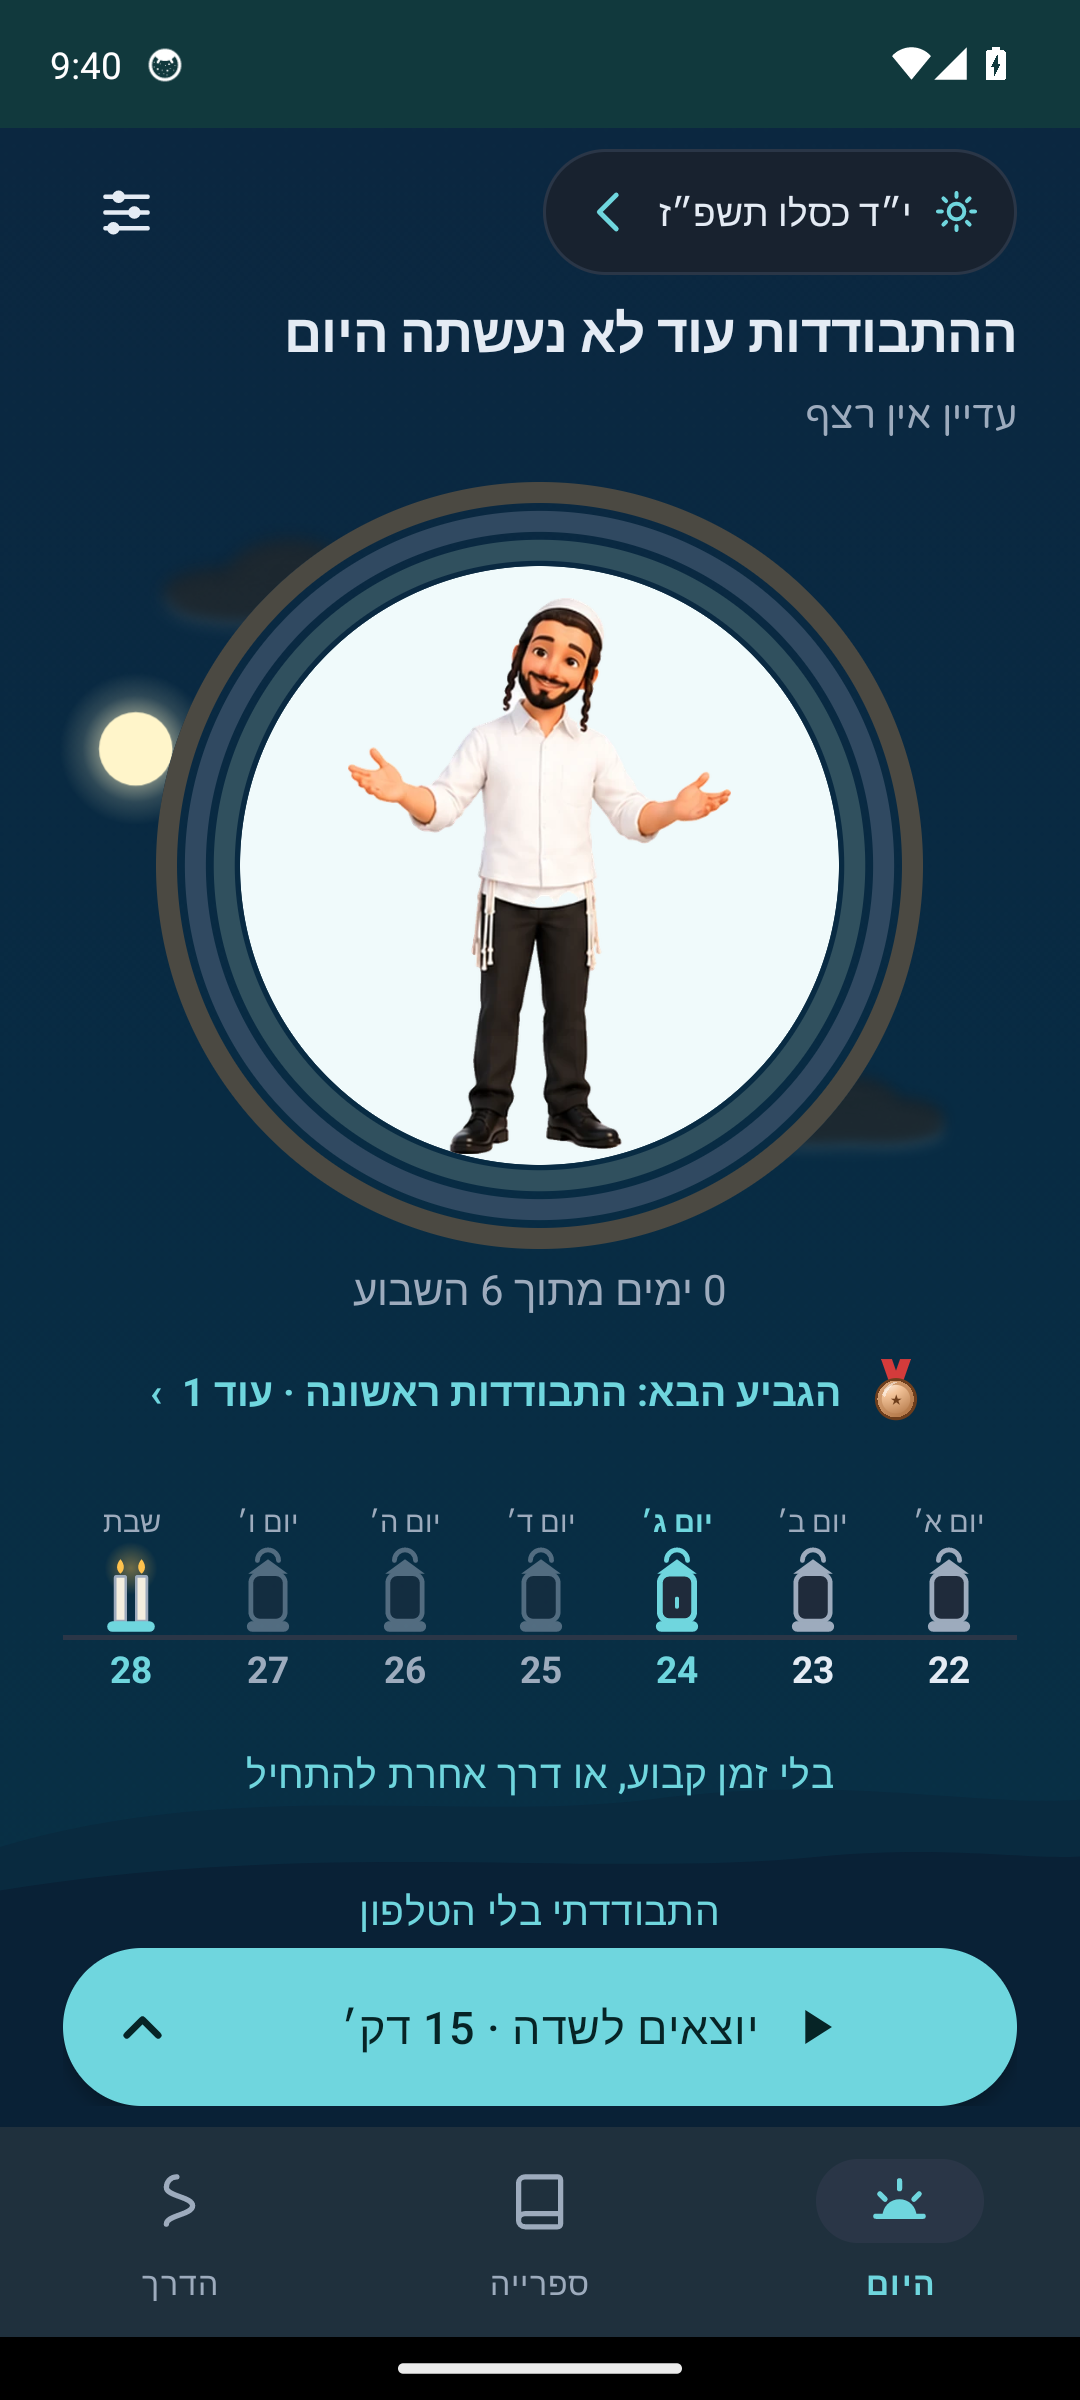 9:40
י״ד כסלו תשפ״ז
ההתבודדות עוד לא נעשתה היום
עדיין אין רצף
0 ימים מתוך 6 השבוע
הגביע הבא: התבודדות ראשונה · עוד 1 ›
יום א׳ יום ב׳ יום ג׳ יום ד׳ יום ה׳ יום ו׳ שבת
22 23 24 25 26 27 28
בלי זמן קבוע, או דרך אחרת להתחיל
התבודדתי בלי הטלפון
יוצאים לשדה · 15 דק׳
היום ספרייה הדרך